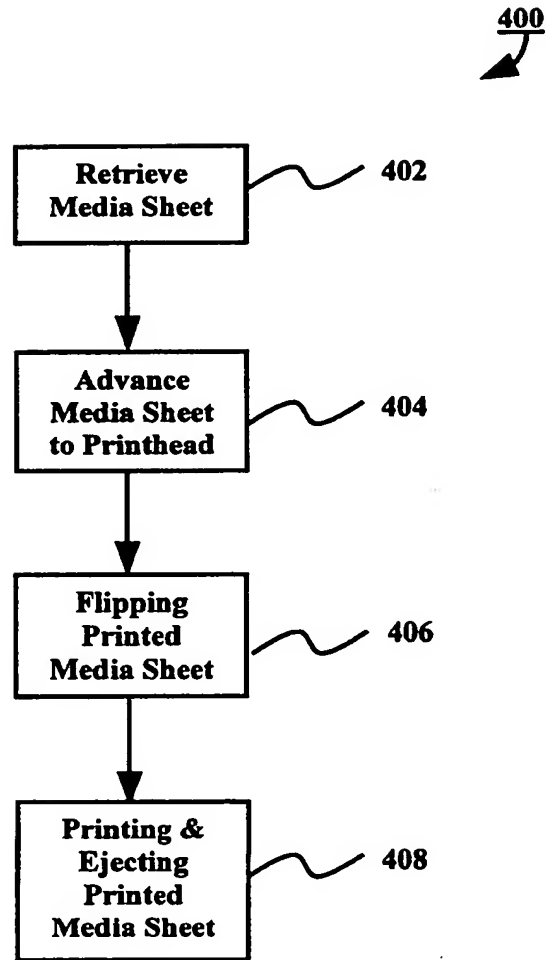 400
Retrieve
Media Sheet
402
Advance
Media Sheet
to Printhead
404
Flipping
Printed
Media Sheet
406
Printing &
Ejecting
Printed
Media Sheet
408